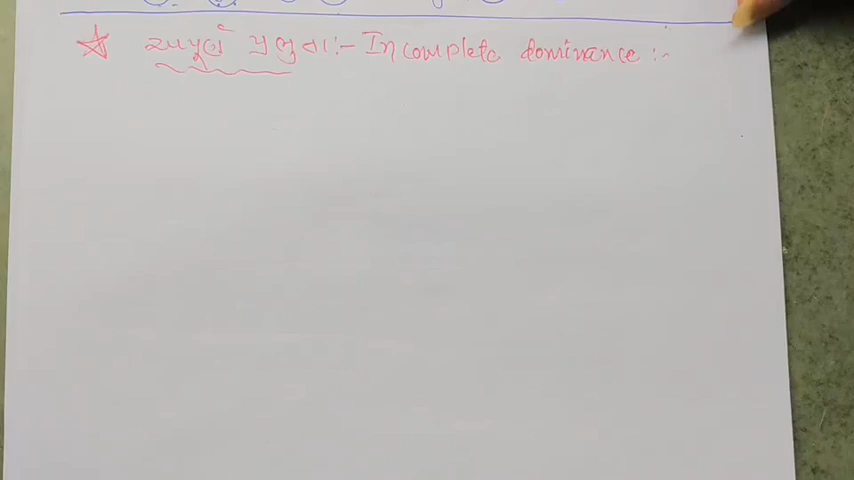 અપૂર્ણ પ્રભુતા :- Incomplete dominance :-